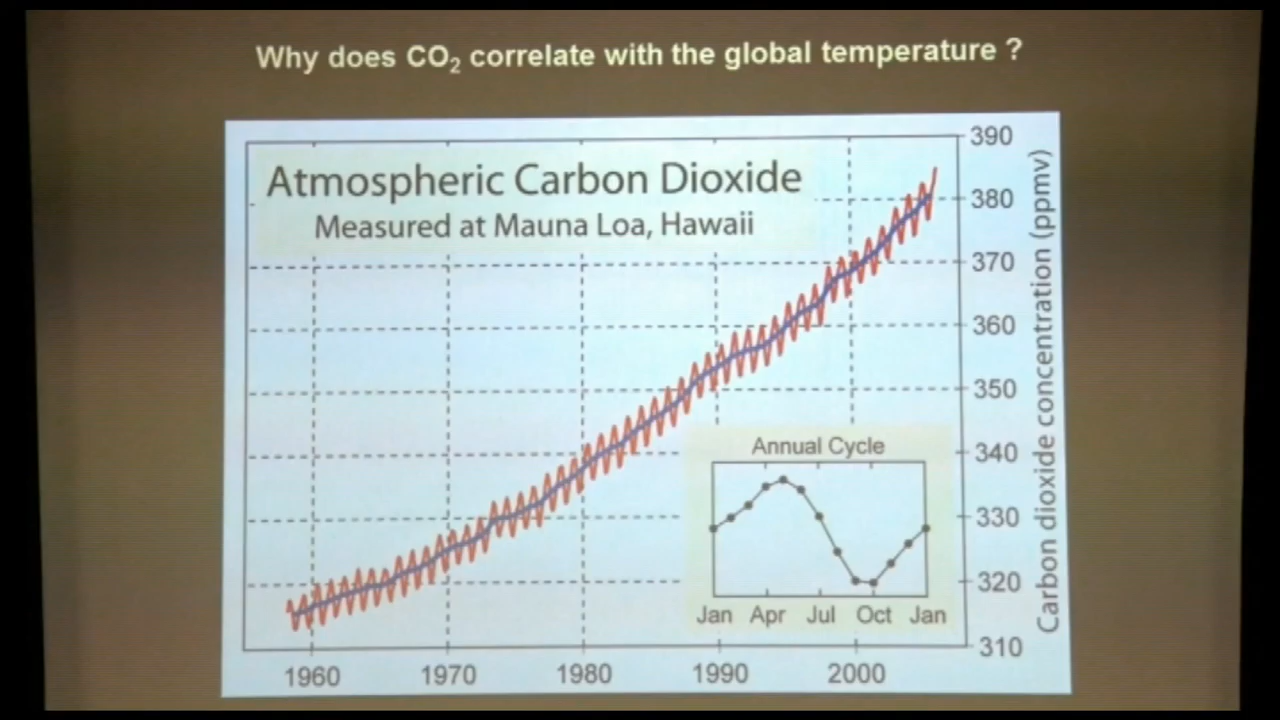 Why does CO₂ correlate with the global temperature ?
Atmospheric Carbon Dioxide
Measured at Mauna Loa, Hawaii
390
380
370
360
350
340
330
320
310
Carbon dioxide concentration (ppmv)
Annual Cycle
Jan Apr Jul Oct Jan
1960 1970 1980 1990 2000